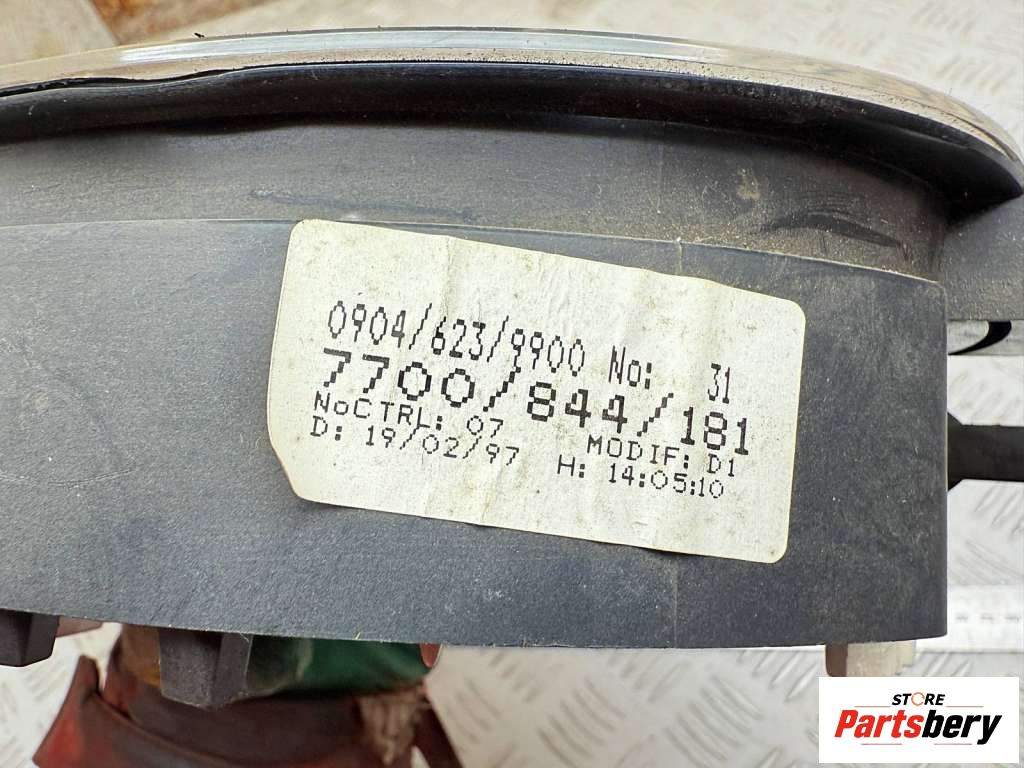 0904/623/9900 No: 31
7700/844/181
NoCTRL: 07 MODIF: D1
D: 19/02/97 H: 14:05:10
STORE
Partsbery